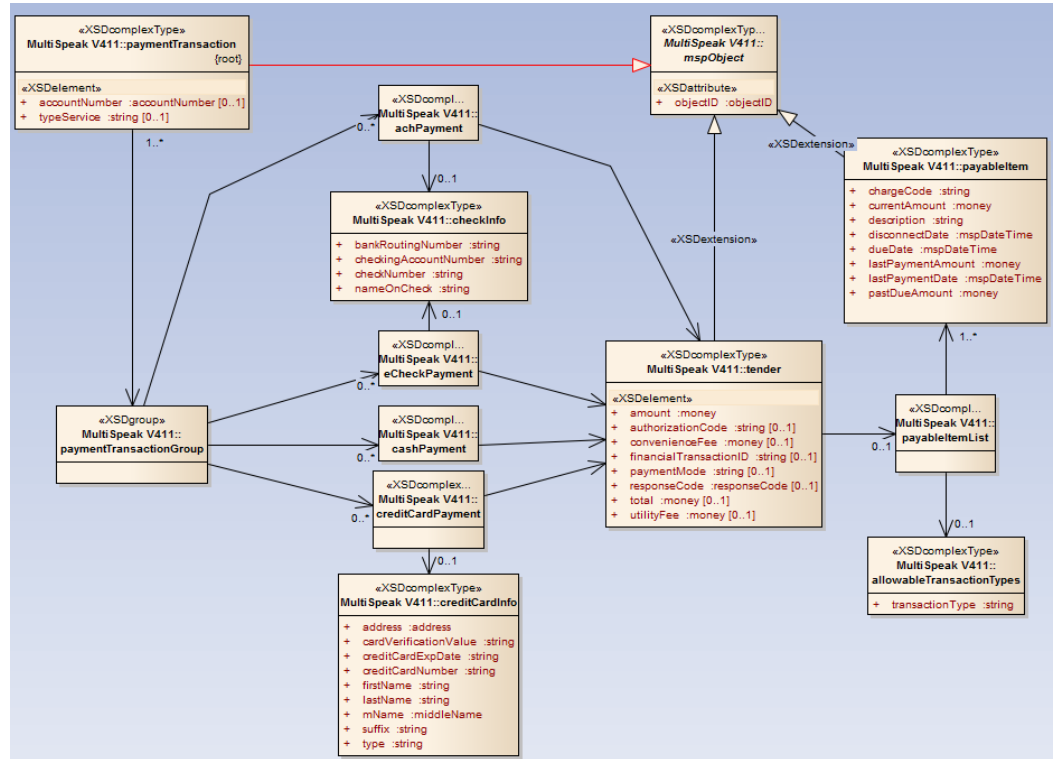 «XSDcomplexType»
MultiSpeak V411::paymentTransaction
{root}
«XSDelement»
+ accountNumber :accountNumber [0..1]
+ typeService :string [0..1]
«XSDcomplexTyp...
MultiSpeak V411::
mspObject
«XSDattribute»
+ objectID :objectID
«XSDcompl...
MultiSpeak V411::
achPayment
0..*
1..*
«XSDextension»
«XSDcomplexType»
MultiSpeak V411::payableItem
+ chargeCode :string
+ currentAmount :money
+ description :string
+ disconnectDate :mspDateTime
+ dueDate :mspDateTime
+ lastPaymentAmount :money
+ lastPaymentDate :mspDateTime
+ pastDueAmount :money
0..1
«XSDcomplexType»
MultiSpeak V411::checkInfo
+ bankRoutingNumber :string
+ checkingAccountNumber :string
+ checkNumber :string
+ nameOnCheck :string
«XSDextension»
0..1
1..*
«XSDcompl...
MultiSpeak V411::
eCheckPayment
0..*
«XSDcomplexType»
MultiSpeak V411::tender
«XSDelement»
+ amount :money
+ authorizationCode :string [0..1]
+ convenienceFee :money [0..1]
+ financialTransactionID :string [0..1]
+ paymentMode :string [0..1]
+ responseCode :responseCode [0..1]
+ total :money [0..1]
+ utilityFee :money [0..1]
«XSDgroup»
MultiSpeak V411::
paymentTransactionGroup
«XSDcompl...
MultiSpeak V411::
cashPayment
0..*
«XSDcompl...
MultiSpeak V411::
payableItemList
0..1
«XSDcomplex...
MultiSpeak V411::
creditCardPayment
0..*
0..1
0..1
«XSDcomplexType»
MultiSpeak V411::
allowableTransactionTypes
+ transactionType :string
«XSDcomplexType»
MultiSpeak V411::creditCardInfo
+ address :address
+ cardVerificationValue :string
+ creditCardExpDate :string
+ creditCardNumber :string
+ firstName :string
+ lastName :string
+ mName :middleName
+ suffix :string
+ type :string